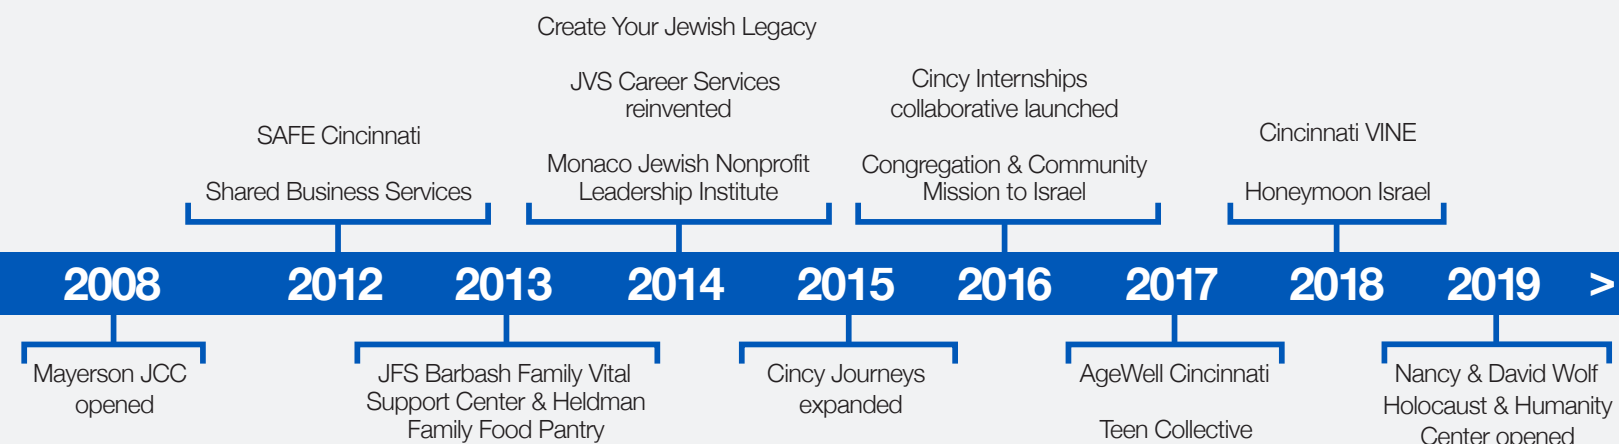 Create Your Jewish Legacy
JVS Career Services
reinvented
Monaco Jewish Nonprofit
Leadership Institute
Cincy Internships
collaborative launched
Congregation & Community
Mission to Israel
SAFE Cincinnati
Shared Business Services
Cincinnati VINE
Honeymoon Israel
2008 2012 2013 2014 2015 2016 2017 2018 2019 >
Mayerson JCC
opened
JFS Barbash Family Vital
Support Center & Heldman
Family Food Pantry
Cincy Journeys
expanded
AgeWell Cincinnati
Teen Collective
Nancy & David Wolf
Holocaust & Humanity
Center opened